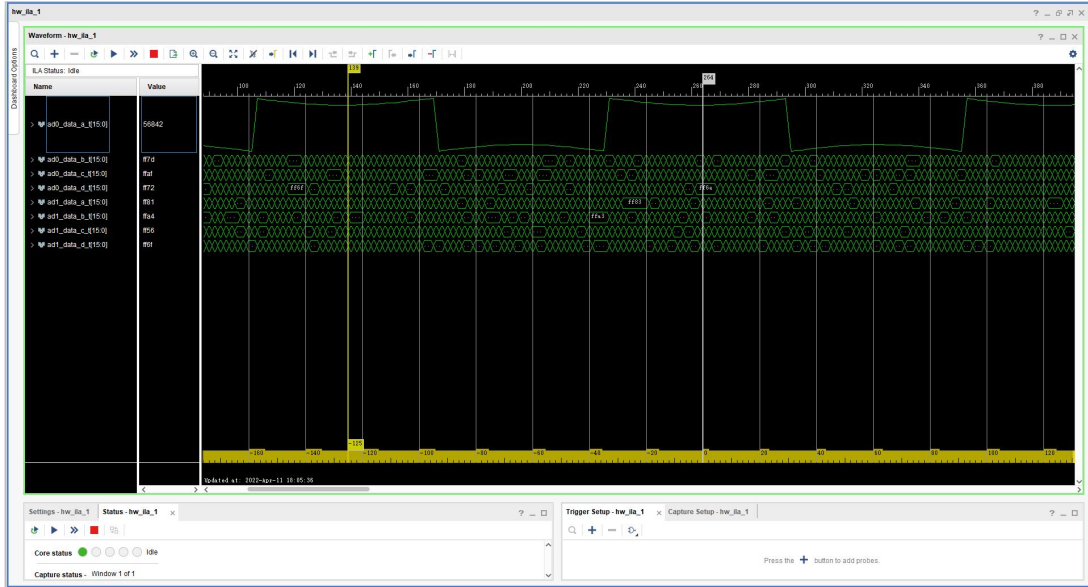 hw_ila_1
Dashboard Options
Waveform - hw_ila_1
ILA Status: Idle
Name Value
ad0_data_a_t[15:0] 56842
ad0_data_b_t[15:0] ff7d
ad0_data_c_t[15:0] ffaf
ad0_data_d_t[15:0] ff72
ad1_data_a_t[15:0] ff81
ad1_data_b_t[15:0] ffa4
ad1_data_c_t[15:0] ff56
ad1_data_d_t[15:0] ff6f
139
264
100 120 140 160 180 200 220 240 260 280 300 320 340 360 380
ff6f
ff83
ffa3
-125
-160 -140 -120 -100 -80 -60 -40 -20 0 20 40 60 80 100 120
Updated at: 2022-Apr-11 18:05:36
Settings - hw_ila_1 Status - hw_ila_1
Core status Idle
Capture status - Window 1 of 1
Trigger Setup - hw_ila_1 Capture Setup - hw_ila_1
Press the + button to add probes.